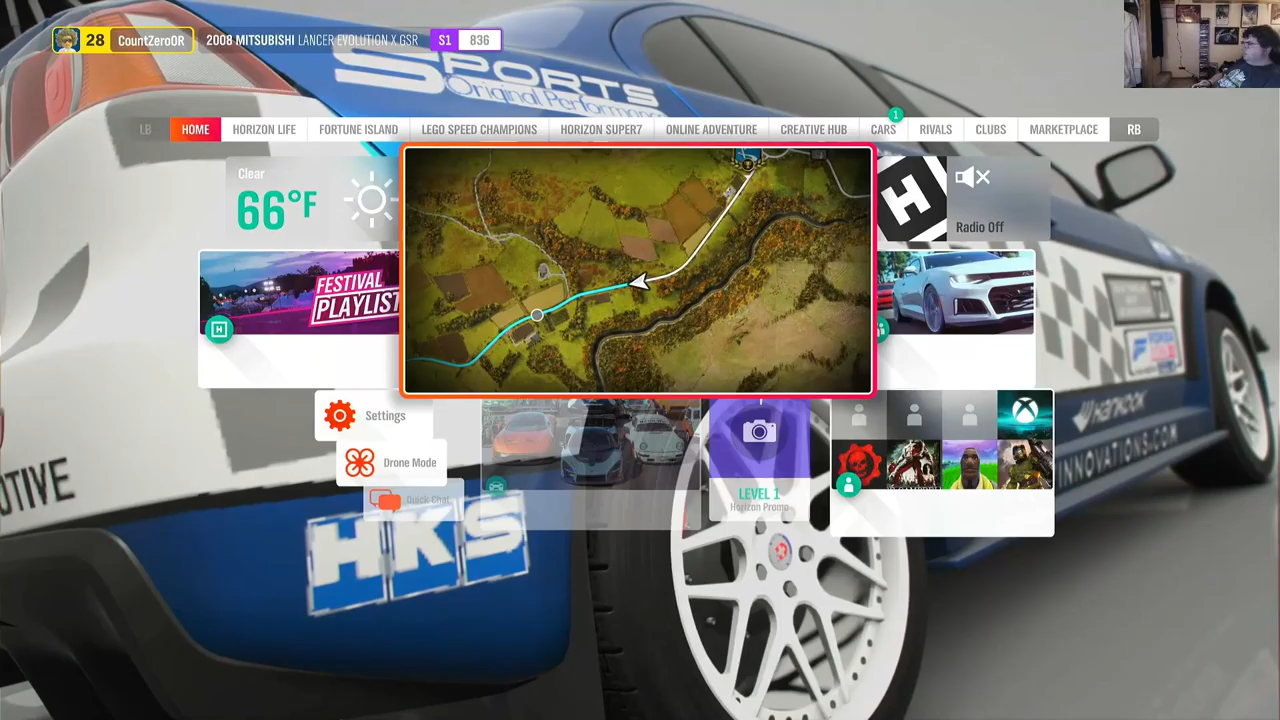 28 CountZeroOR 2008 MITSUBISHI LANCER EVOLUTION X GSR S1 836
SPORTS
Original Performance
LB HOME HORIZON LIFE FORTUNE ISLAND LEGO SPEED CHAMPIONS HORIZON SUPER7 ONLINE ADVENTURE CREATIVE HUB CARS 1 RIVALS CLUBS MARKETPLACE RB
Clear
66°F
H
Radio Off
FESTIVAL
PLAYLIST
H
Settings
Drone Mode
Quick Chat
LEVEL 1
Horizon Promo
HANKOOK
INNOVATIONS.COM
OTIVE
HKS